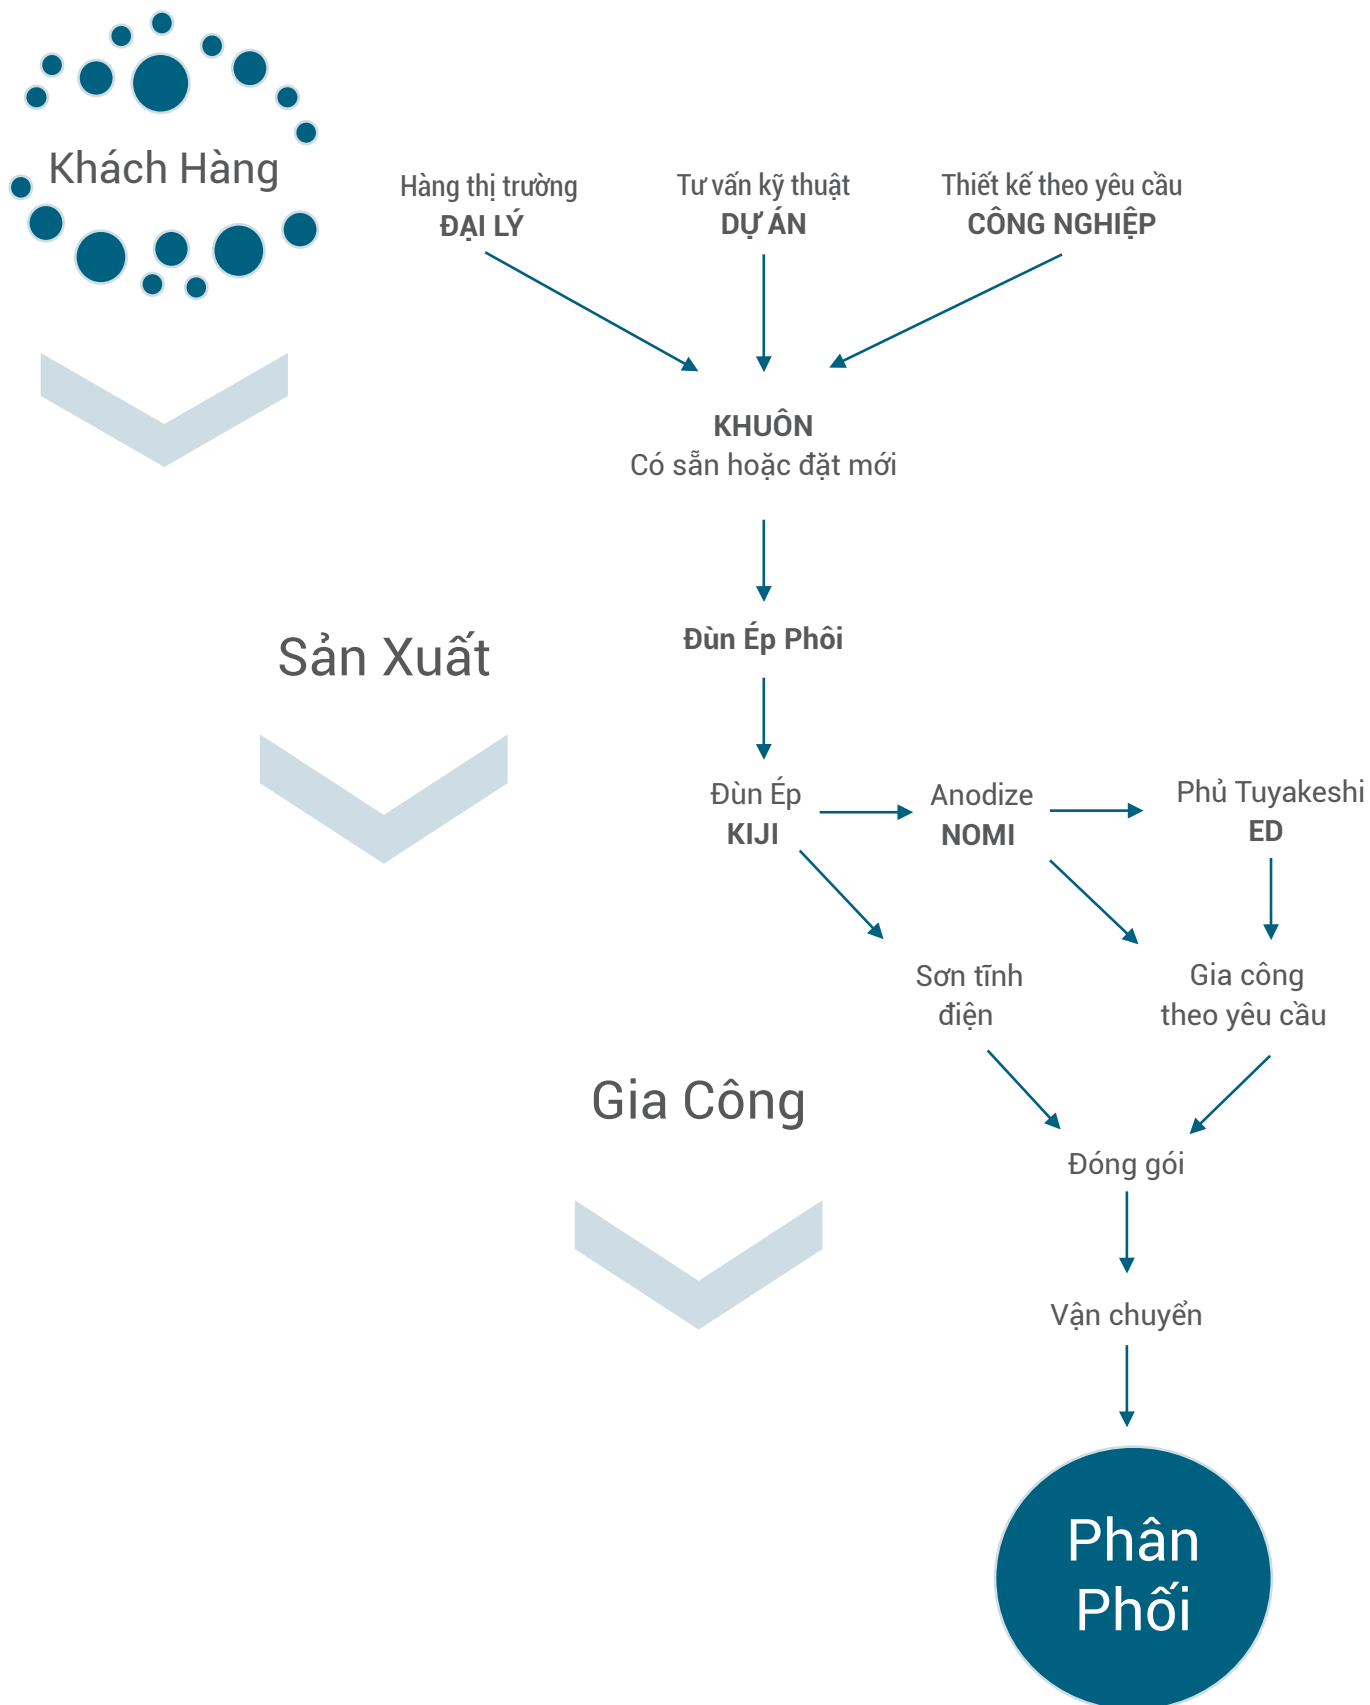 Khách Hàng
Hàng thị trường
ĐẠI LÝ
Tư vấn kỹ thuật
DỰ ÁN
Thiết kế theo yêu cầu
CÔNG NGHIỆP
KHUÔN
Có sẵn hoặc đặt mới
Sản Xuất
Đùn Ép Phôi
Đùn Ép
KIJI
Anodize
NOMI
Phủ Tuyakeshi
ED
Sơn tĩnh
điện
Gia công
theo yêu cầu
Gia Công
Đóng gói
Vận chuyển
Phân
Phối